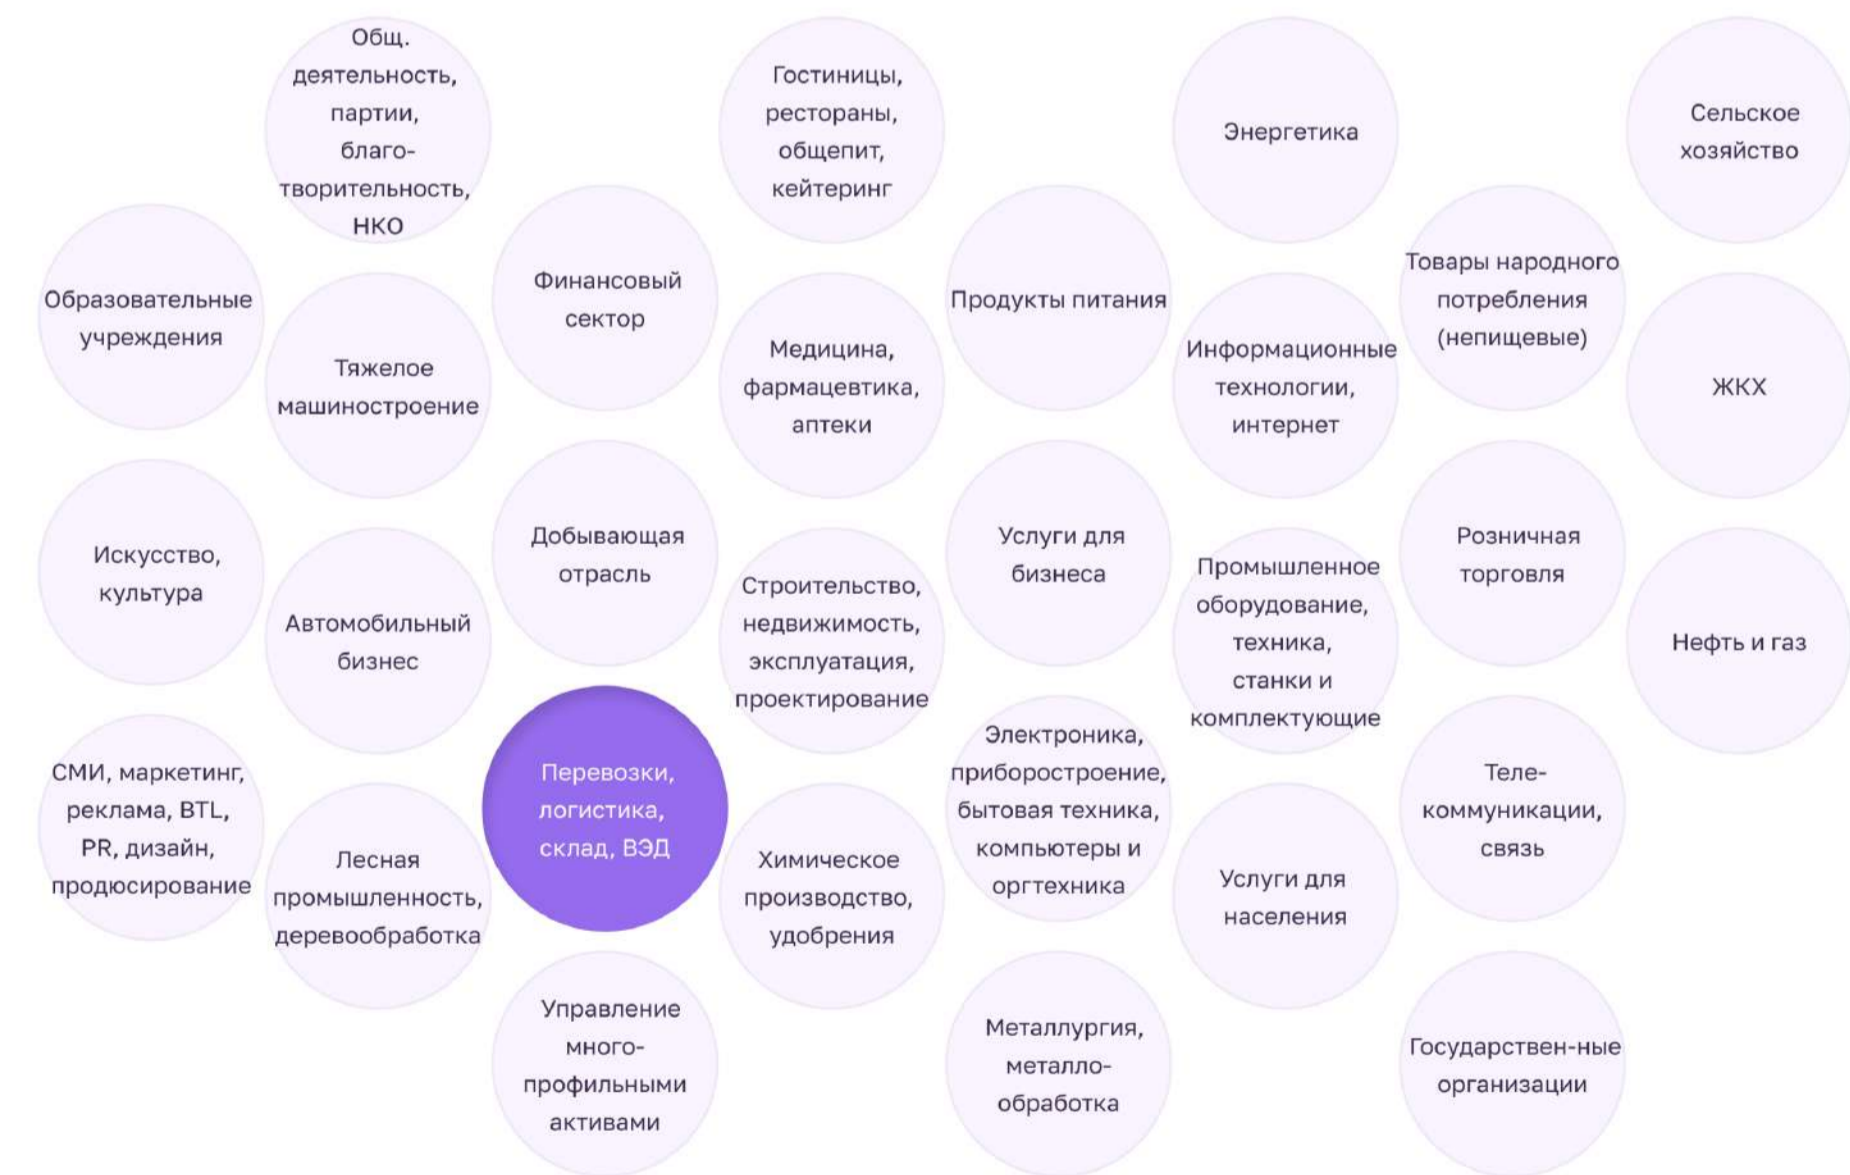 Общ.
деятельность,
партии,
благо-
творительность,
НКО
Гостиницы,
рестораны,
общепит,
кейтеринг
Энергетика
Сельское
хозяйство
Образовательные
учреждения
Тяжелое
машиностроение
Финансовый
сектор
Медицина,
фармацевтика,
аптеки
Продукты питания
Информационные
технологии,
интернет
Товары народного
потребления
(непищевые)
ЖКХ
Искусство,
культура
Автомобильный
бизнес
Добывающая
отрасль
Строительство,
недвижимость,
эксплуатация,
проектирование
Услуги для
бизнеса
Промышленное
оборудование,
техника,
станки и
комплектующие
Розничная
торговля
Нефть и газ
СМИ, маркетинг,
реклама, BTL,
PR, дизайн,
продюсирование
Лесная
промышленность,
деревообработка
Перевозки,
логистика,
склад, ВЭД
Химическое
производство,
удобрения
Электроника,
приборостроение,
бытовая техника,
компьютеры и
оргтехника
Услуги для
населения
Теле-
коммуникации,
связь
Управление
много-
профильными
активами
Металлургия,
металло-
обработка
Государствен-ные
организации